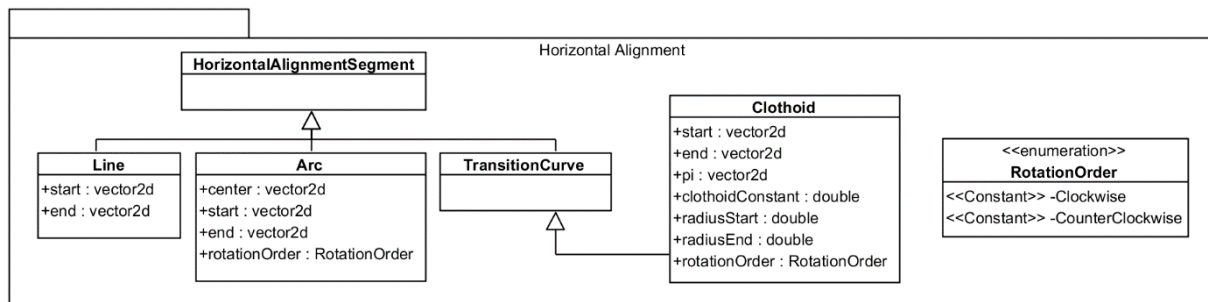 Horizontal Alignment
HorizontalAlignmentSegment
Line
+start : vector2d
+end : vector2d
Arc
+center : vector2d
+start : vector2d
+end : vector2d
+rotationOrder : RotationOrder
TransitionCurve
Clothoid
+start : vector2d
+end : vector2d
+pi : vector2d
+clothoidConstant : double
+radiusStart : double
+radiusEnd : double
+rotationOrder : RotationOrder
<<enumeration>>
RotationOrder
<<Constant>> -Clockwise
<<Constant>> -CounterClockwise